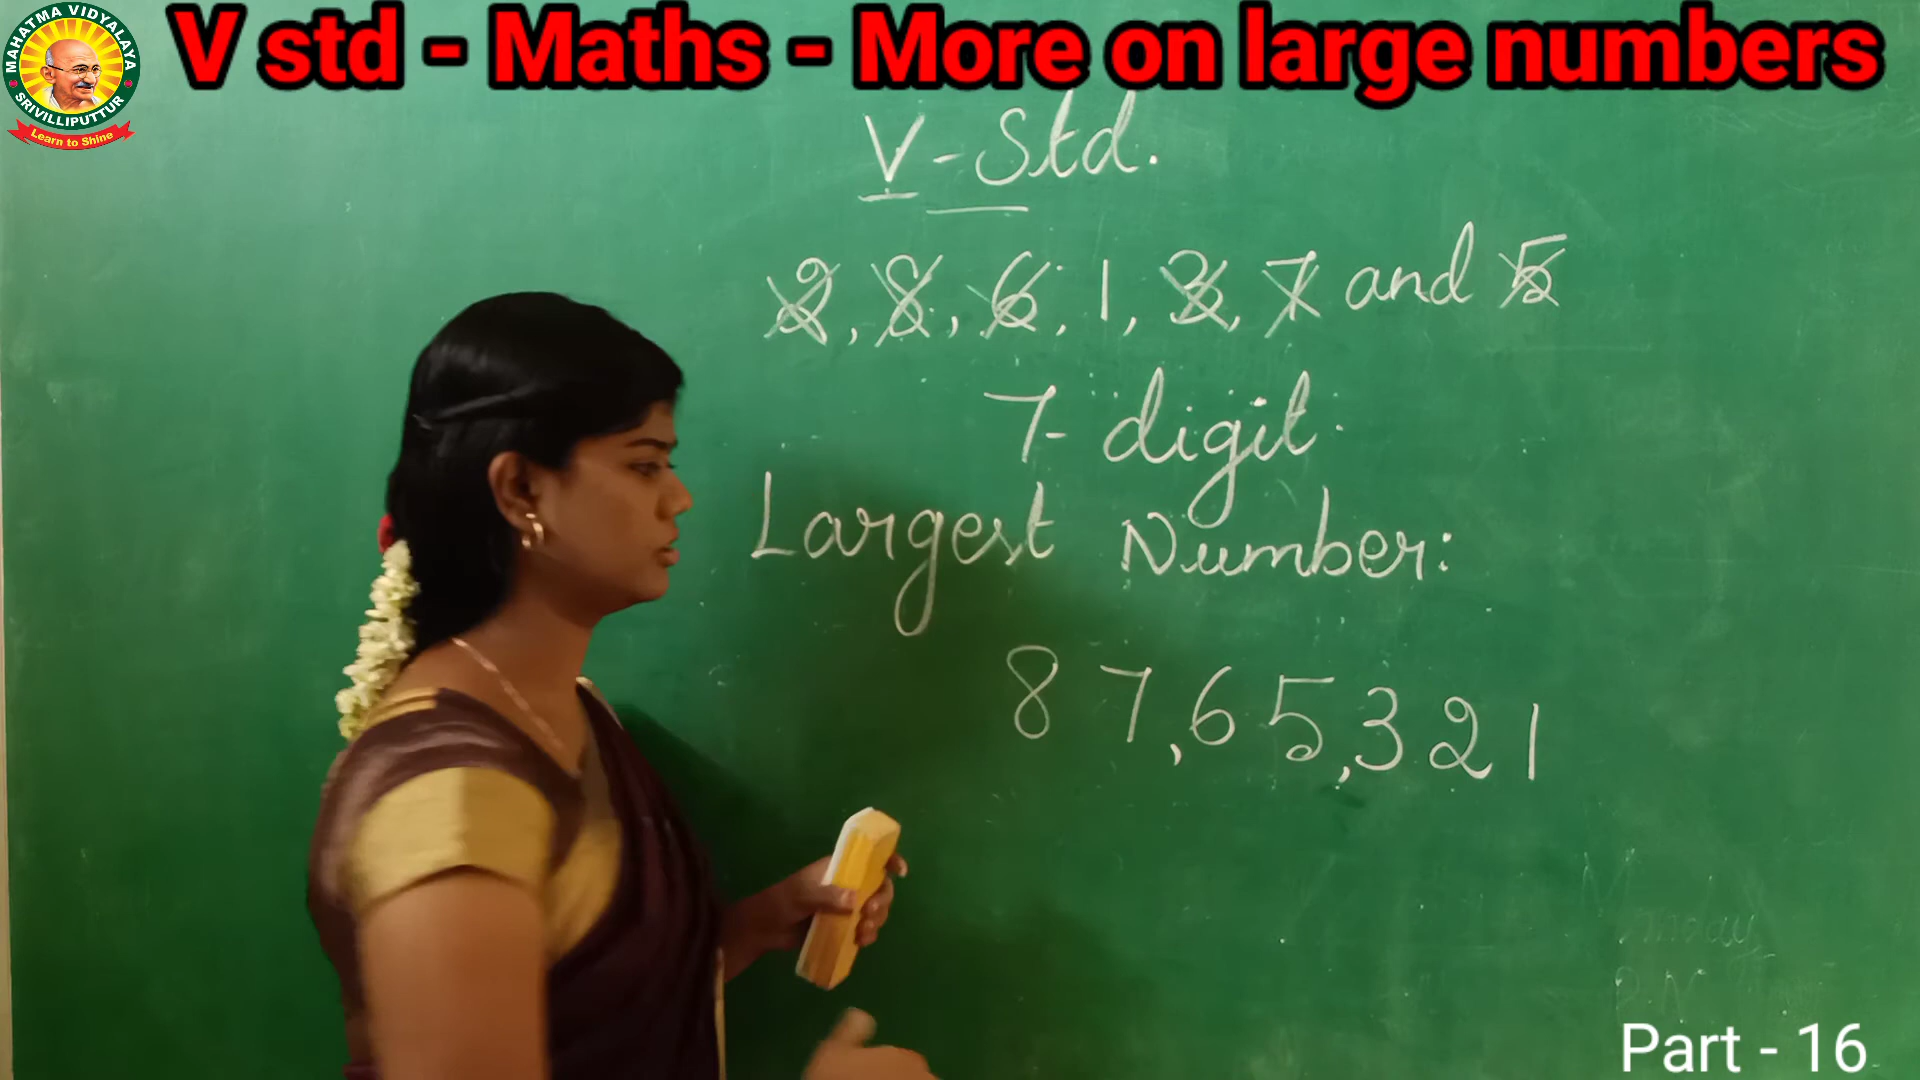 MAHATMA VIDYALAYA
SRIVILLIPUTTUR
Learn to Shine
V std - Maths - More on large numbers
V - Std.
2, 8, 6, 1, 3, 7 and 5
7 - digit
Largest Number:
87,65,321
Part - 16